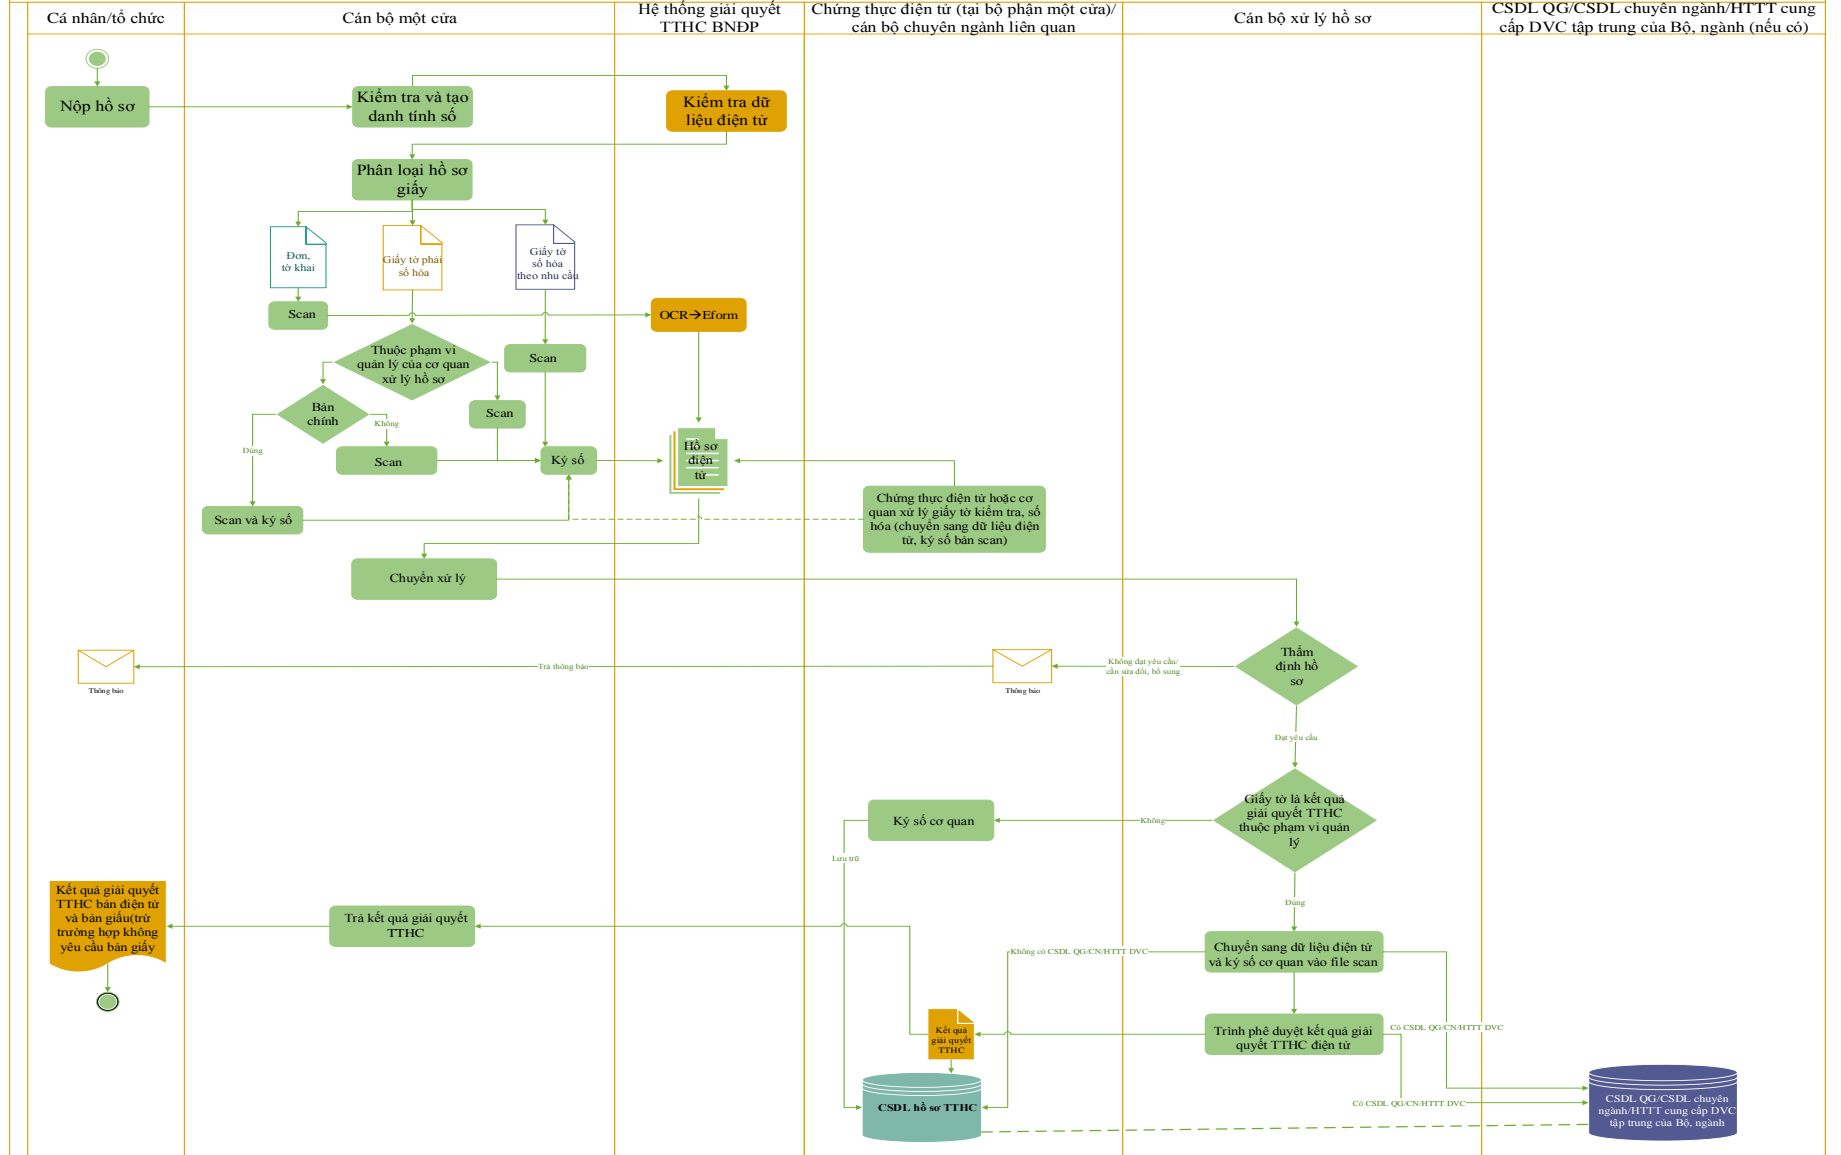 Cá nhân/tổ chức
Cán bộ một cửa
Hệ thống giải quyết
TTHC BNĐP
Chứng thực điện tử (tại bộ phận một cửa)/
cán bộ chuyên ngành liên quan
Cán bộ xử lý hồ sơ
CSDL QG/CSDL chuyên ngành/HTTT cung
cấp DVC tập trung của Bộ, ngành (nếu có)
Nộp hồ sơ
Kiểm tra và tạo
danh tính số
Kiểm tra dữ
liệu điện tử
Phân loại hồ sơ
giấy
Đơn,
tờ khai
Giấy tờ phải
số hóa
Giấy tờ
số hóa
theo nhu cầu
Scan
OCR→Eform
Thuộc phạm vi
quản lý của cơ quan
xử lý hồ sơ
Scan
Bản
chính
Scan
Không
Đúng
Scan
Ký số
Hồ sơ
điện
tử
Scan và ký số
Chứng thực điện tử hoặc cơ
quan xử lý giấy tờ kiểm tra, số
hóa (chuyển sang dữ liệu điện
tử, ký số bản scan)
Chuyển xử lý
Thẩm
định hồ
sơ
Không đạt yêu cầu/
cần sửa đổi, bổ sung
Thông báo
Trả thông báo
Thông báo
Đạt yêu cầu
Giấy tờ là kết quả
giải quyết TTHC
thuộc phạm vi quản
lý
Không
Ký số cơ quan
Lưu trữ
Đúng
Kết quả giải quyết
TTHC bản điện tử
và bản giấu(trừ
trường hợp không
yêu cầu bản giấy
Trả kết quả giải quyết
TTHC
Chuyển sang dữ liệu điện tử
và ký số cơ quan vào file scan
Không có CSDL QG/CN/HTTT DVC
Kết quả
giải quyết
TTHC
Trình phê duyệt kết quả giải
quyết TTHC điện tử
Có CSDL QG/CN/HTTT DVC
CSDL hồ sơ TTHC
Có CSDL QG/CN/HTTT DVC
CSDL QG/CSDL chuyên
ngành/HTTT cung cấp DVC
tập trung của Bộ, ngành